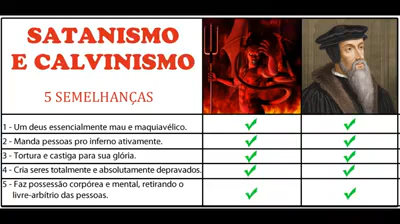 SATANISMO
E CALVINISMO
5 SEMELHANÇAS
1 - Um deus essencialmente mau e maquiavélico.
2 - Manda pessoas pro inferno ativamente.
3 - Tortura e castiga para sua glória.
4 - Cria seres totalmente e absolutamente depravados.
5 - Faz possessão corpórea e mental, retirando o
livre-arbítrio das pessoas.